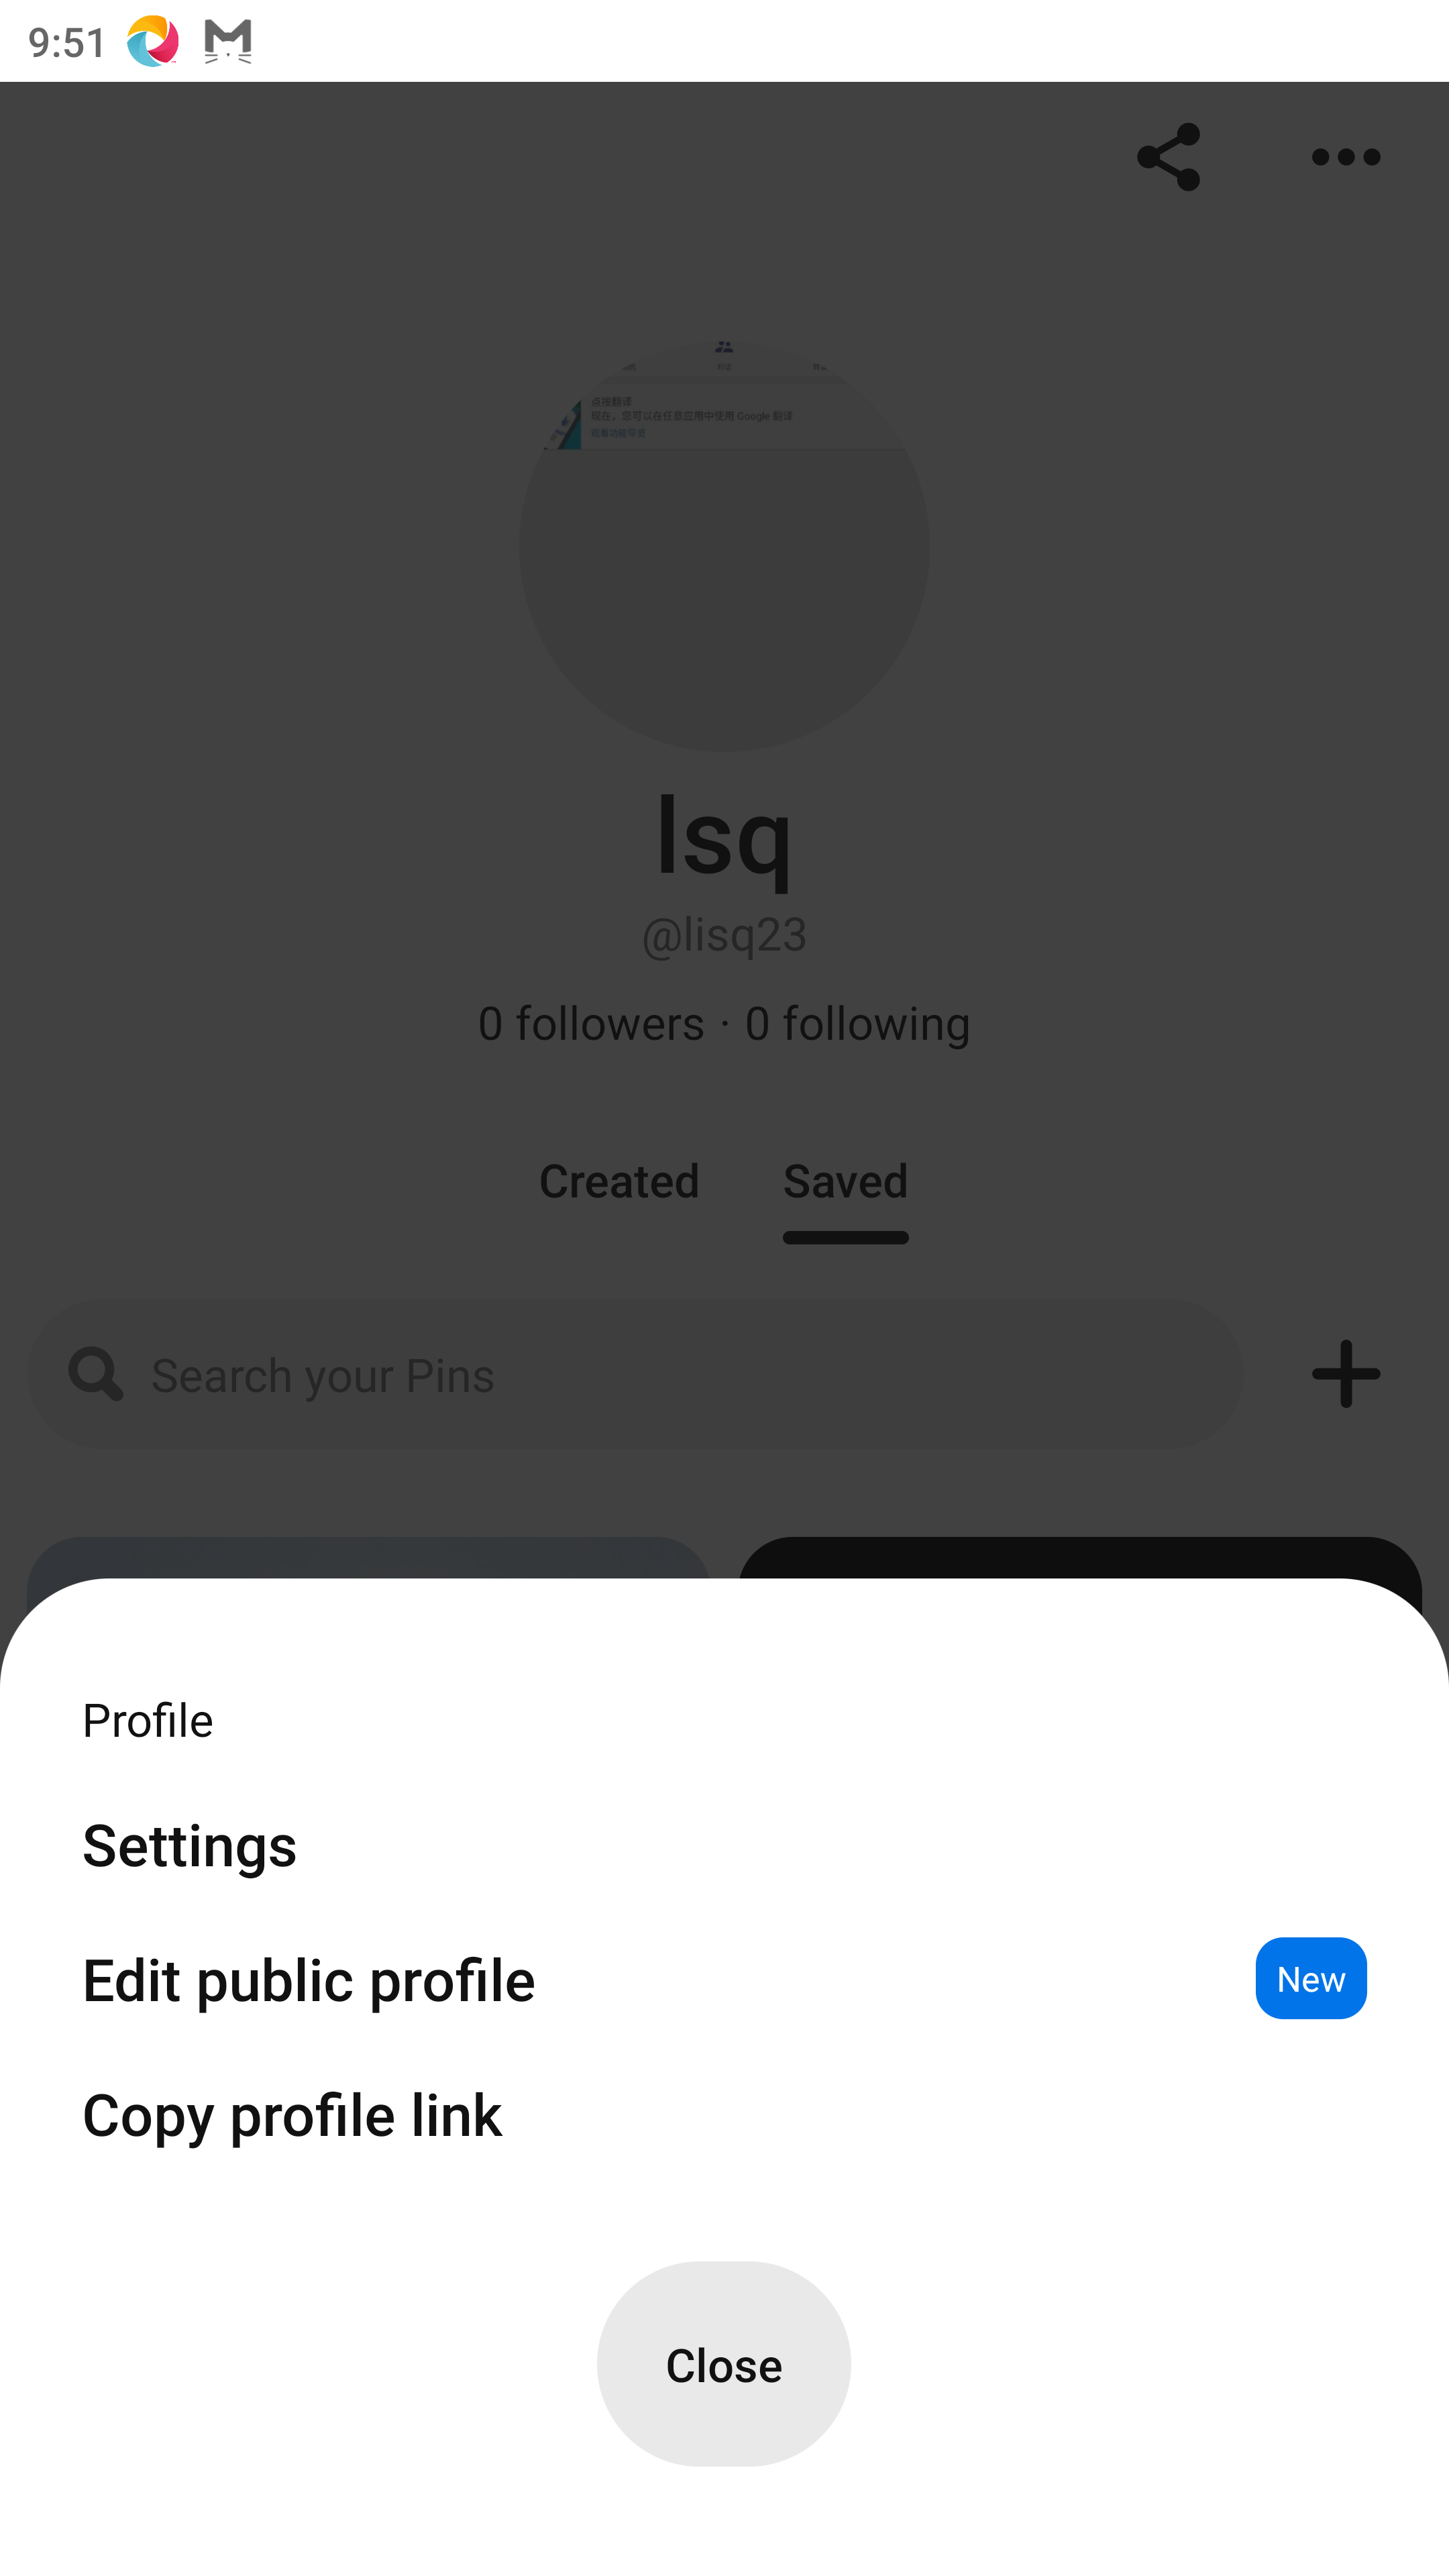 9:51
点按翻译
现在，您可以在任意应用中使用 Google 翻译
lsq
@lisq23
0 followers · 0 following
Created Saved
Search your Pins
Profile
Settings
Edit public profile
New
Copy profile link
Close